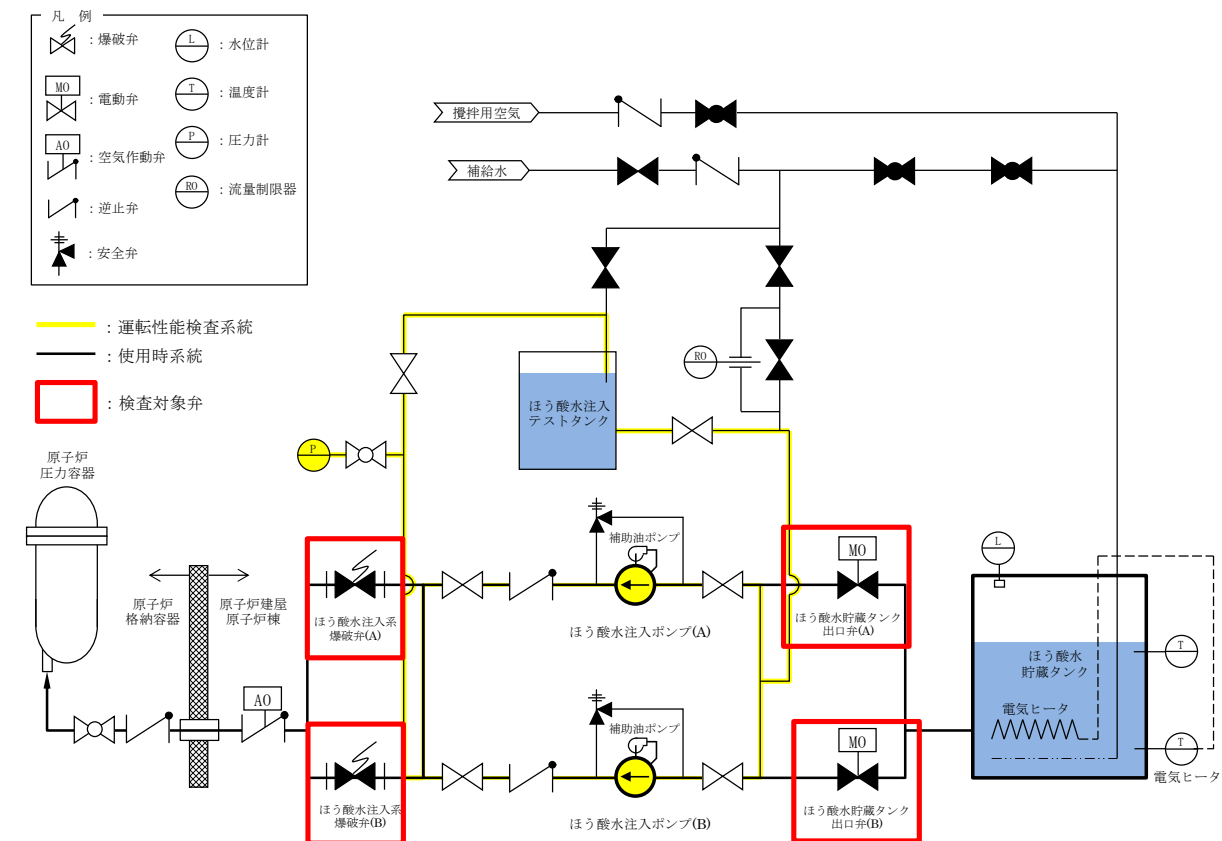 凡 例
：爆破弁
L
：水位計
MO
：電動弁
T
：温度計
AO
：空気作動弁
P
：圧力計
：逆止弁
RO
：流量制限器
：安全弁
：運転性能検査系統
：使用時系統
：検査対象弁
攪拌用空気
補給水
RO
ほう酸水注入
テストタンク
P
原子炉
圧力容器
原子炉
格納容器
原子炉建屋
原子炉棟
AO
ほう酸水注入系
爆破弁(A)
補助油ポンプ
ほう酸水注入ポンプ(A)
MO
ほう酸水貯蔵タンク
出口弁(A)
ほう酸水注入系
爆破弁(B)
補助油ポンプ
ほう酸水注入ポンプ(B)
MO
ほう酸水貯蔵タンク
出口弁(B)
L
ほう酸水
貯蔵タンク
電気ヒータ
T
T
電気ヒータ